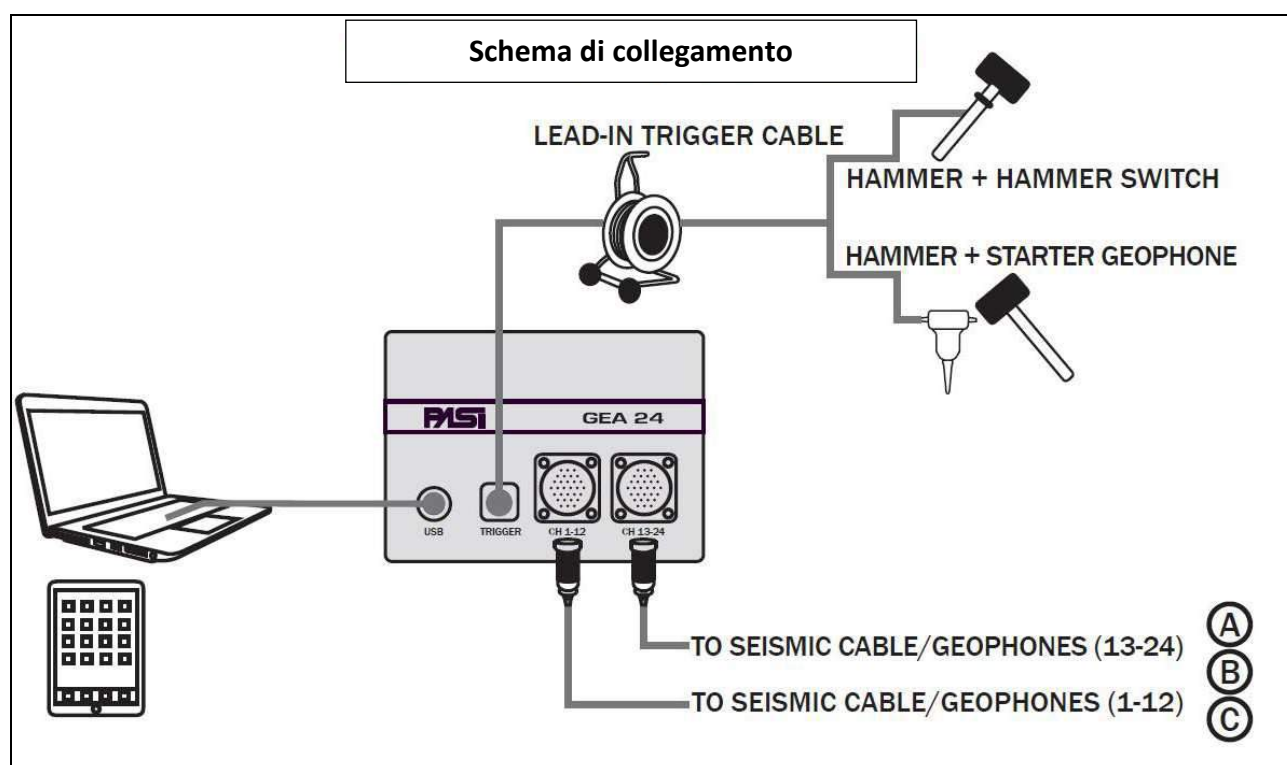 Schema di collegamento
LEAD-IN TRIGGER CABLE
HAMMER + HAMMER SWITCH
HAMMER + STARTER GEOPHONE
PASI GEA 24
USB TRIGGER CH 1-12 CH 13-24
TO SEISMIC CABLE/GEOPHONES (13-24)
TO SEISMIC CABLE/GEOPHONES (1-12)
A
B
C